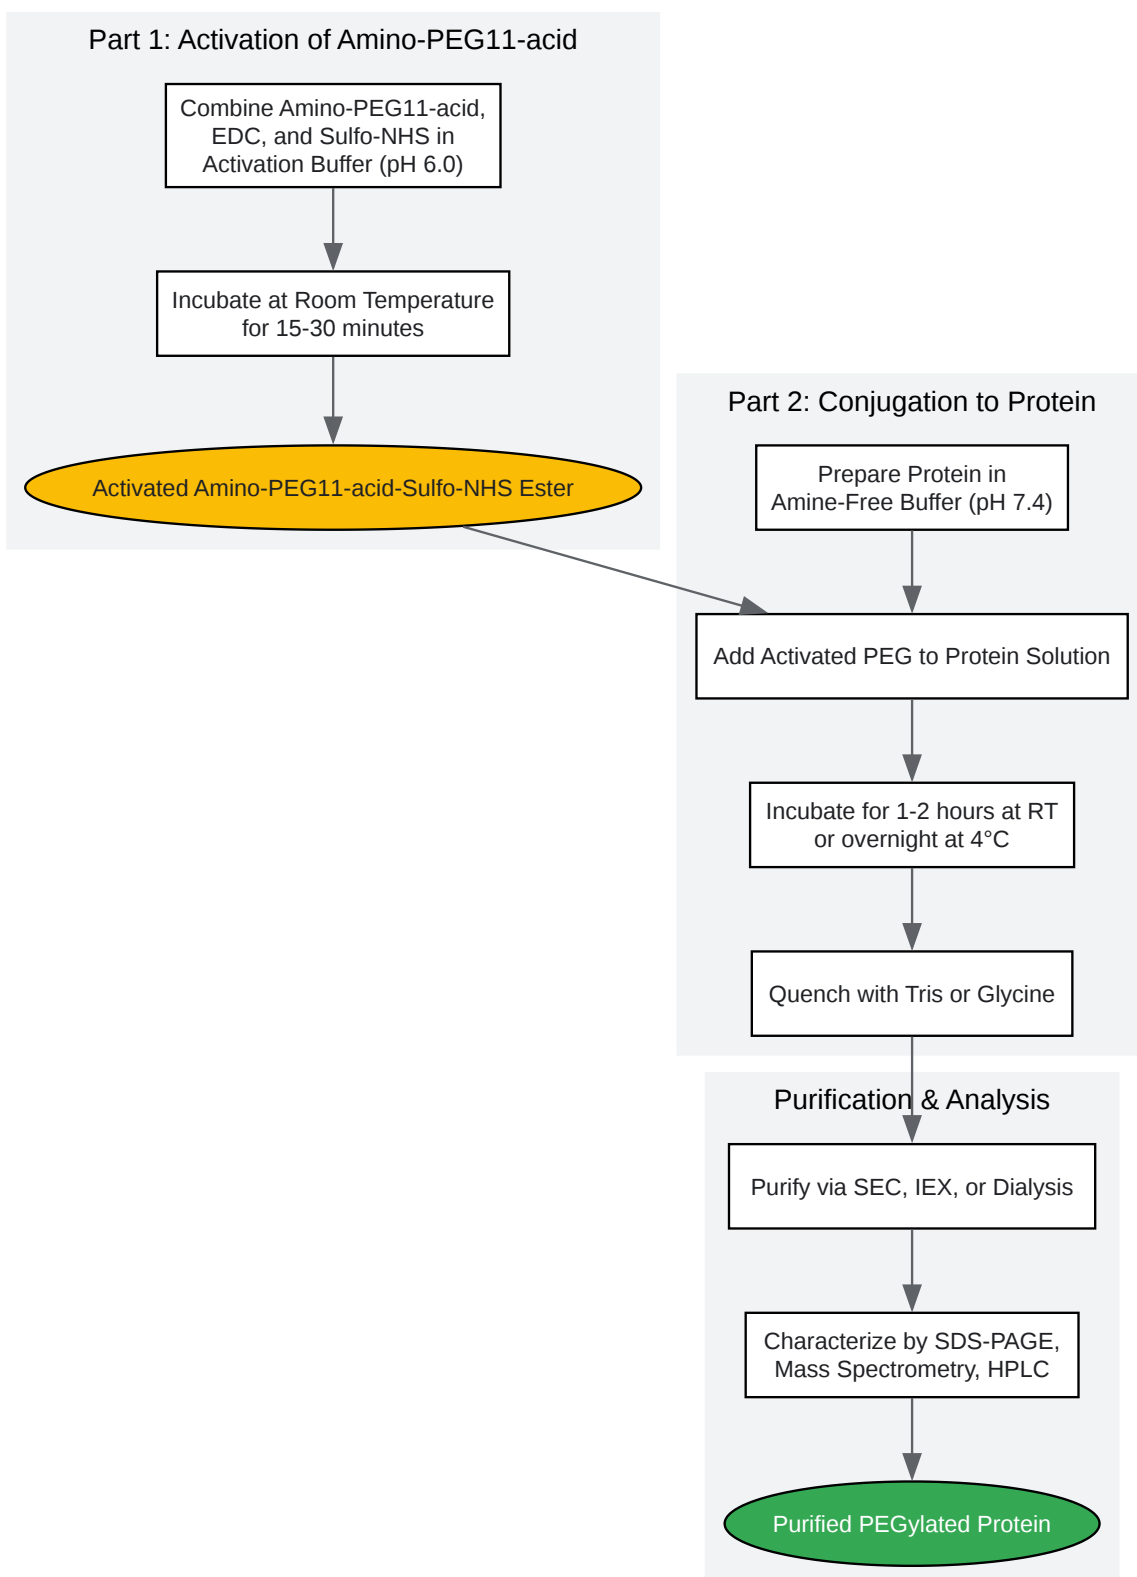 Part 1: Activation of Amino-PEG11-acid
Combine Amino-PEG11-acid,
EDC, and Sulfo-NHS in
Activation Buffer (pH 6.0)
Incubate at Room Temperature
for 15-30 minutes
Activated Amino-PEG11-acid-Sulfo-NHS Ester
Part 2: Conjugation to Protein
Prepare Protein in
Amine-Free Buffer (pH 7.4)
Add Activated PEG to Protein Solution
Incubate for 1-2 hours at RT
or overnight at 4°C
Quench with Tris or Glycine
Purification & Analysis
Purify via SEC, IEX, or Dialysis
Characterize by SDS-PAGE,
Mass Spectrometry, HPLC
Purified PEGylated Protein